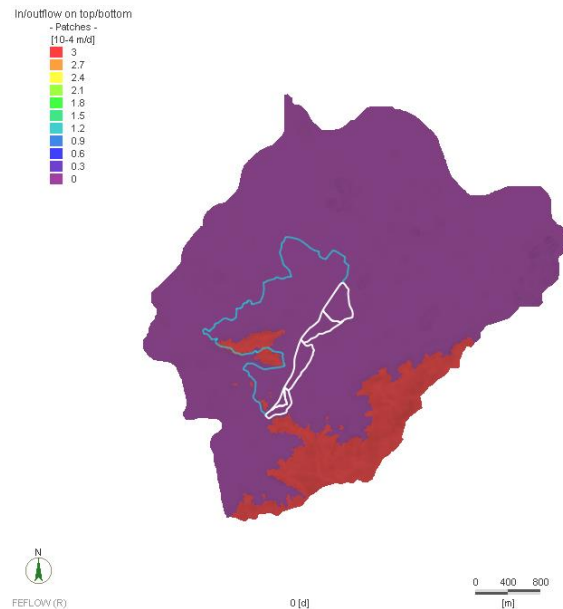 In/outflow on top/bottom
- Patches -
[10-4 m/d]
3
2.7
2.4
2.1
1.8
1.5
1.2
0.9
0.6
0.3
0
N
FEFLOW (R)
0 [d]
0 400 800
[m]